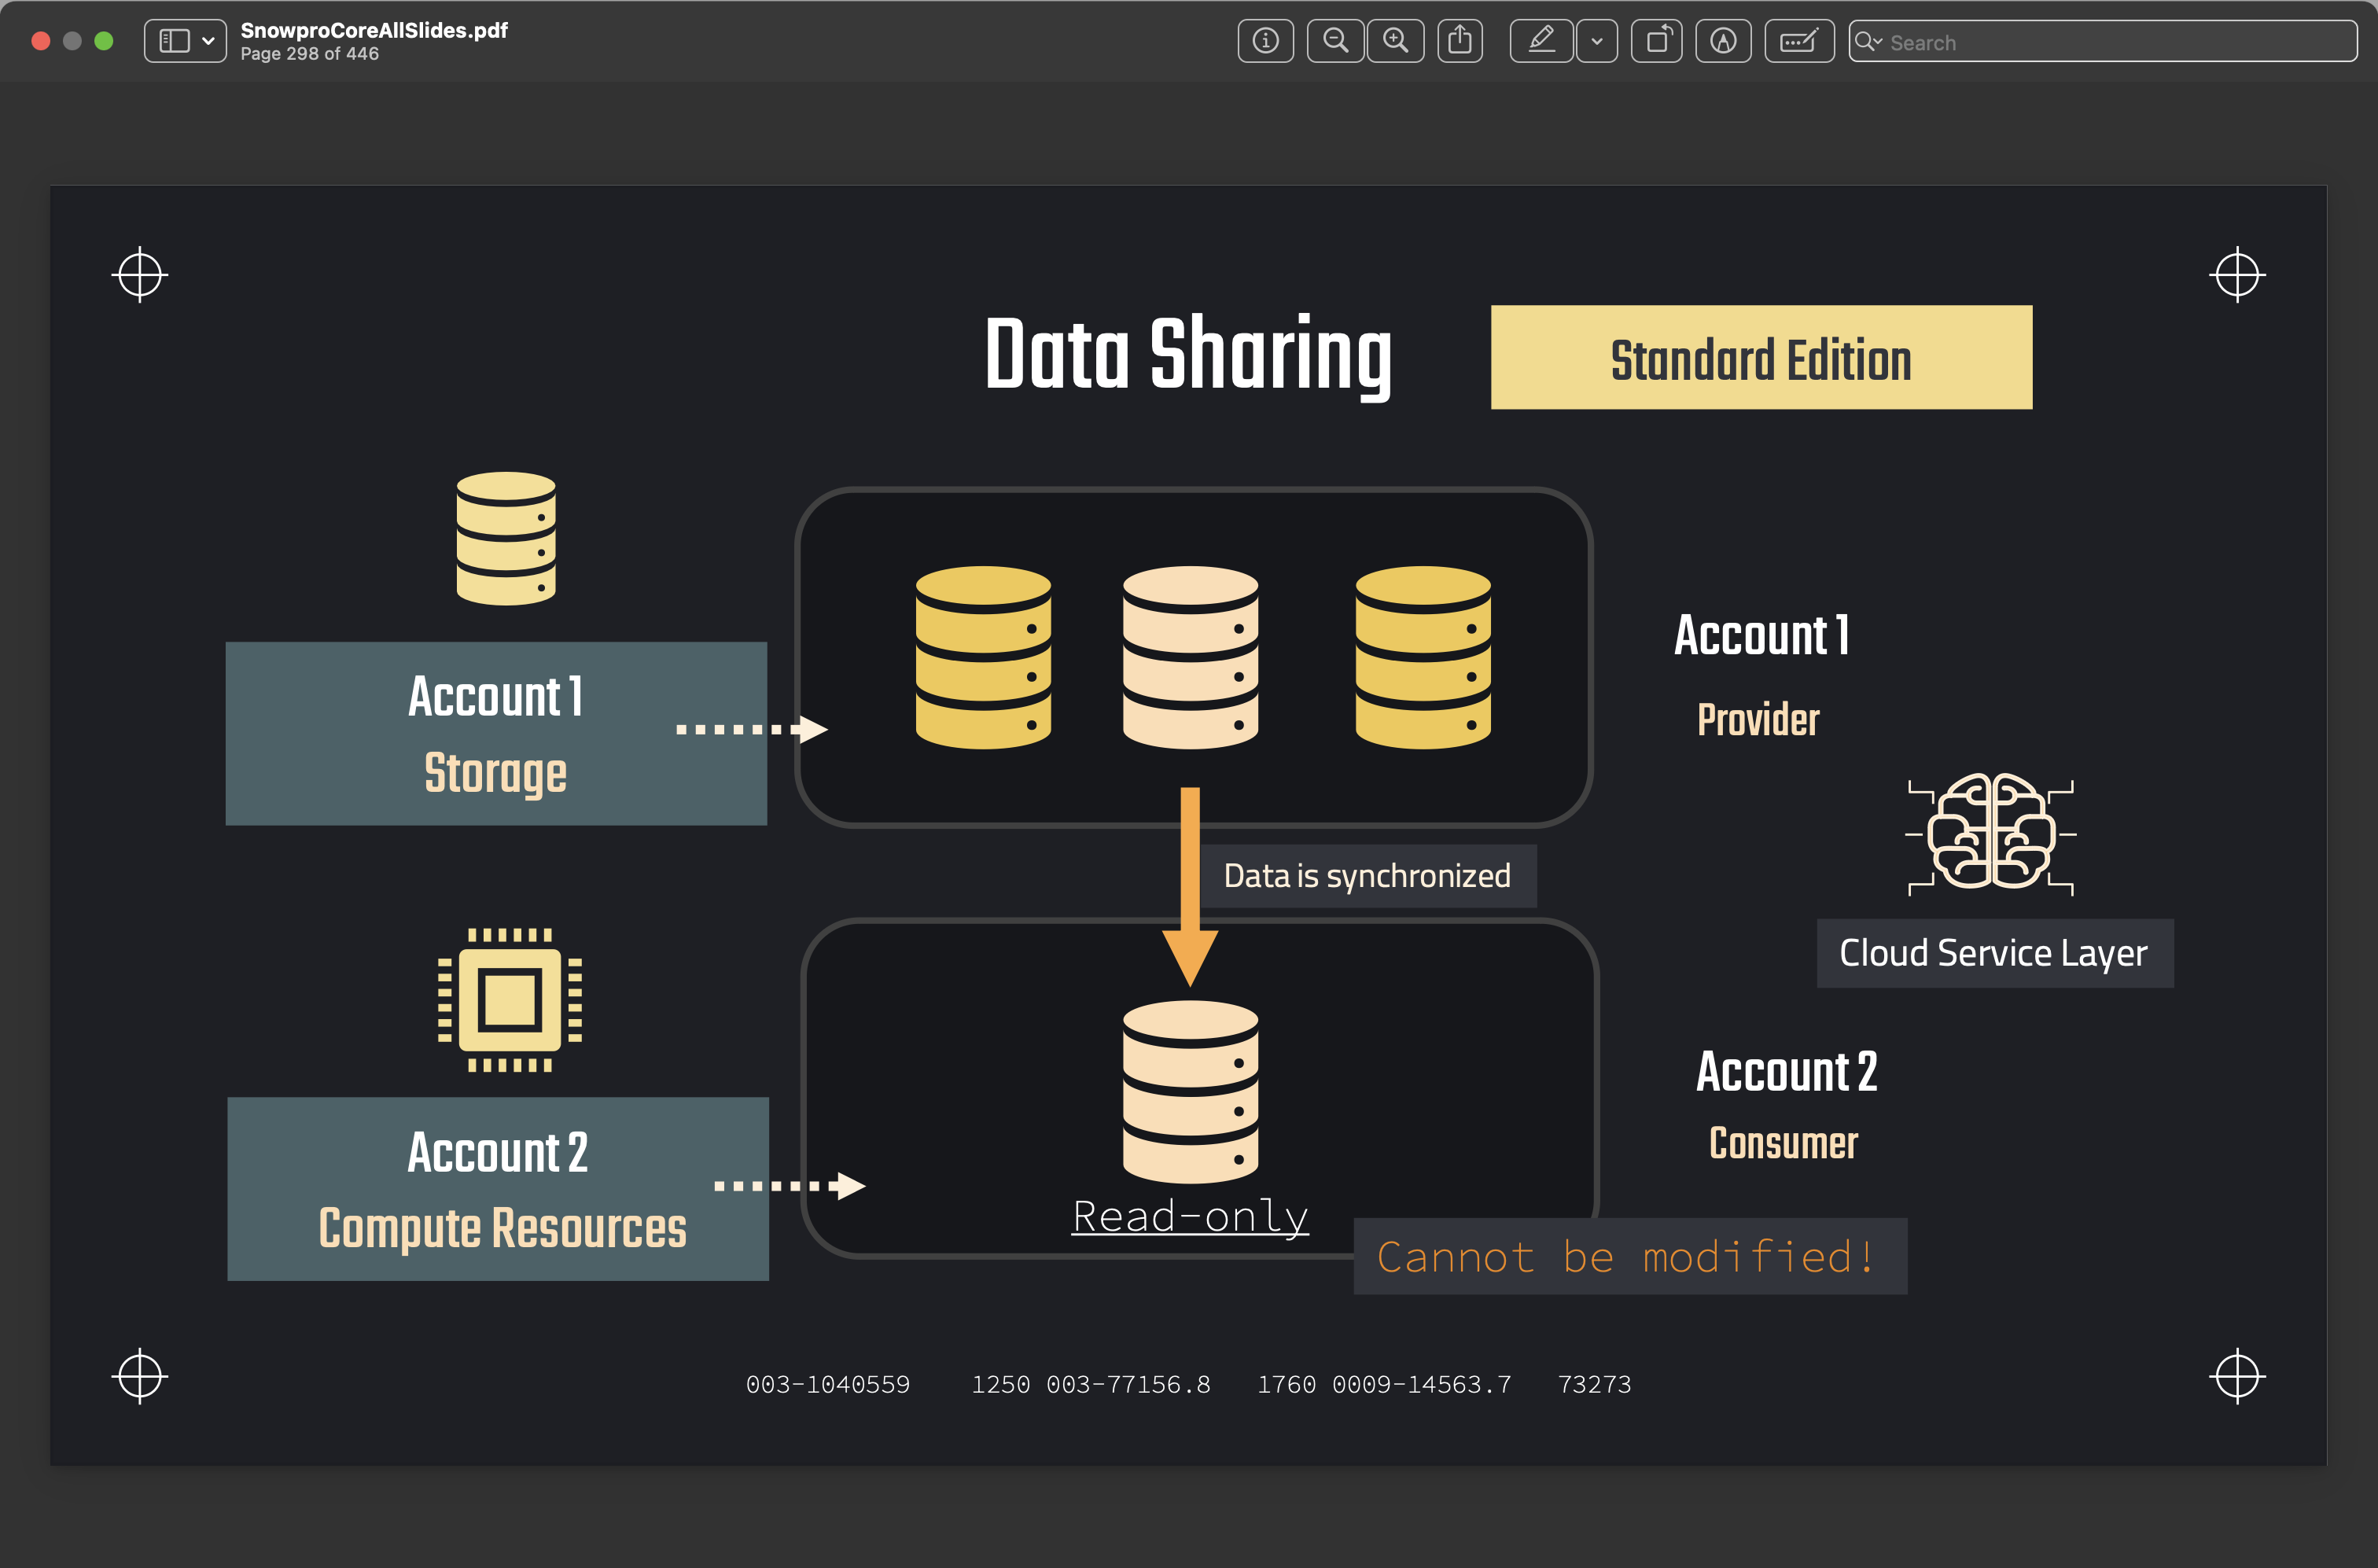 SnowproCoreAllSlides.pdf
Page 298 of 446
Search
Data Sharing
Standard Edition
Account 1
Storage
Account 1
Provider
Data is synchronized
Cloud Service Layer
Account 2
Compute Resources
Account 2
Consumer
Read-only
Cannot be modified!
003-1040559 1250 003-77156.8 1760 0009-14563.7 73273